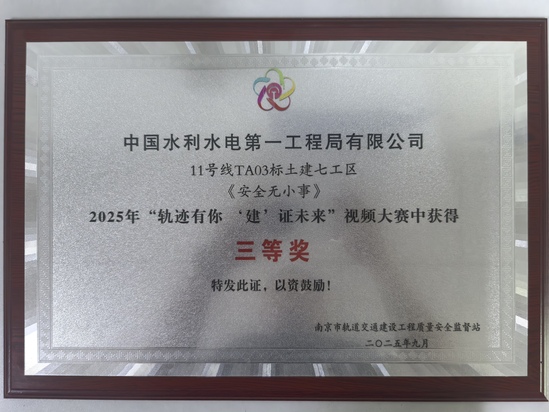 中国水利水电第一工程局有限公司
11号线TA03标土建七工区
《安全无小事》
2025年“轨迹有你 ‘建’证未来”视频大赛中获得
三等奖
特发此证，以资鼓励！
南京市轨道交通建设工程质量安全监督站
二〇二五年九月